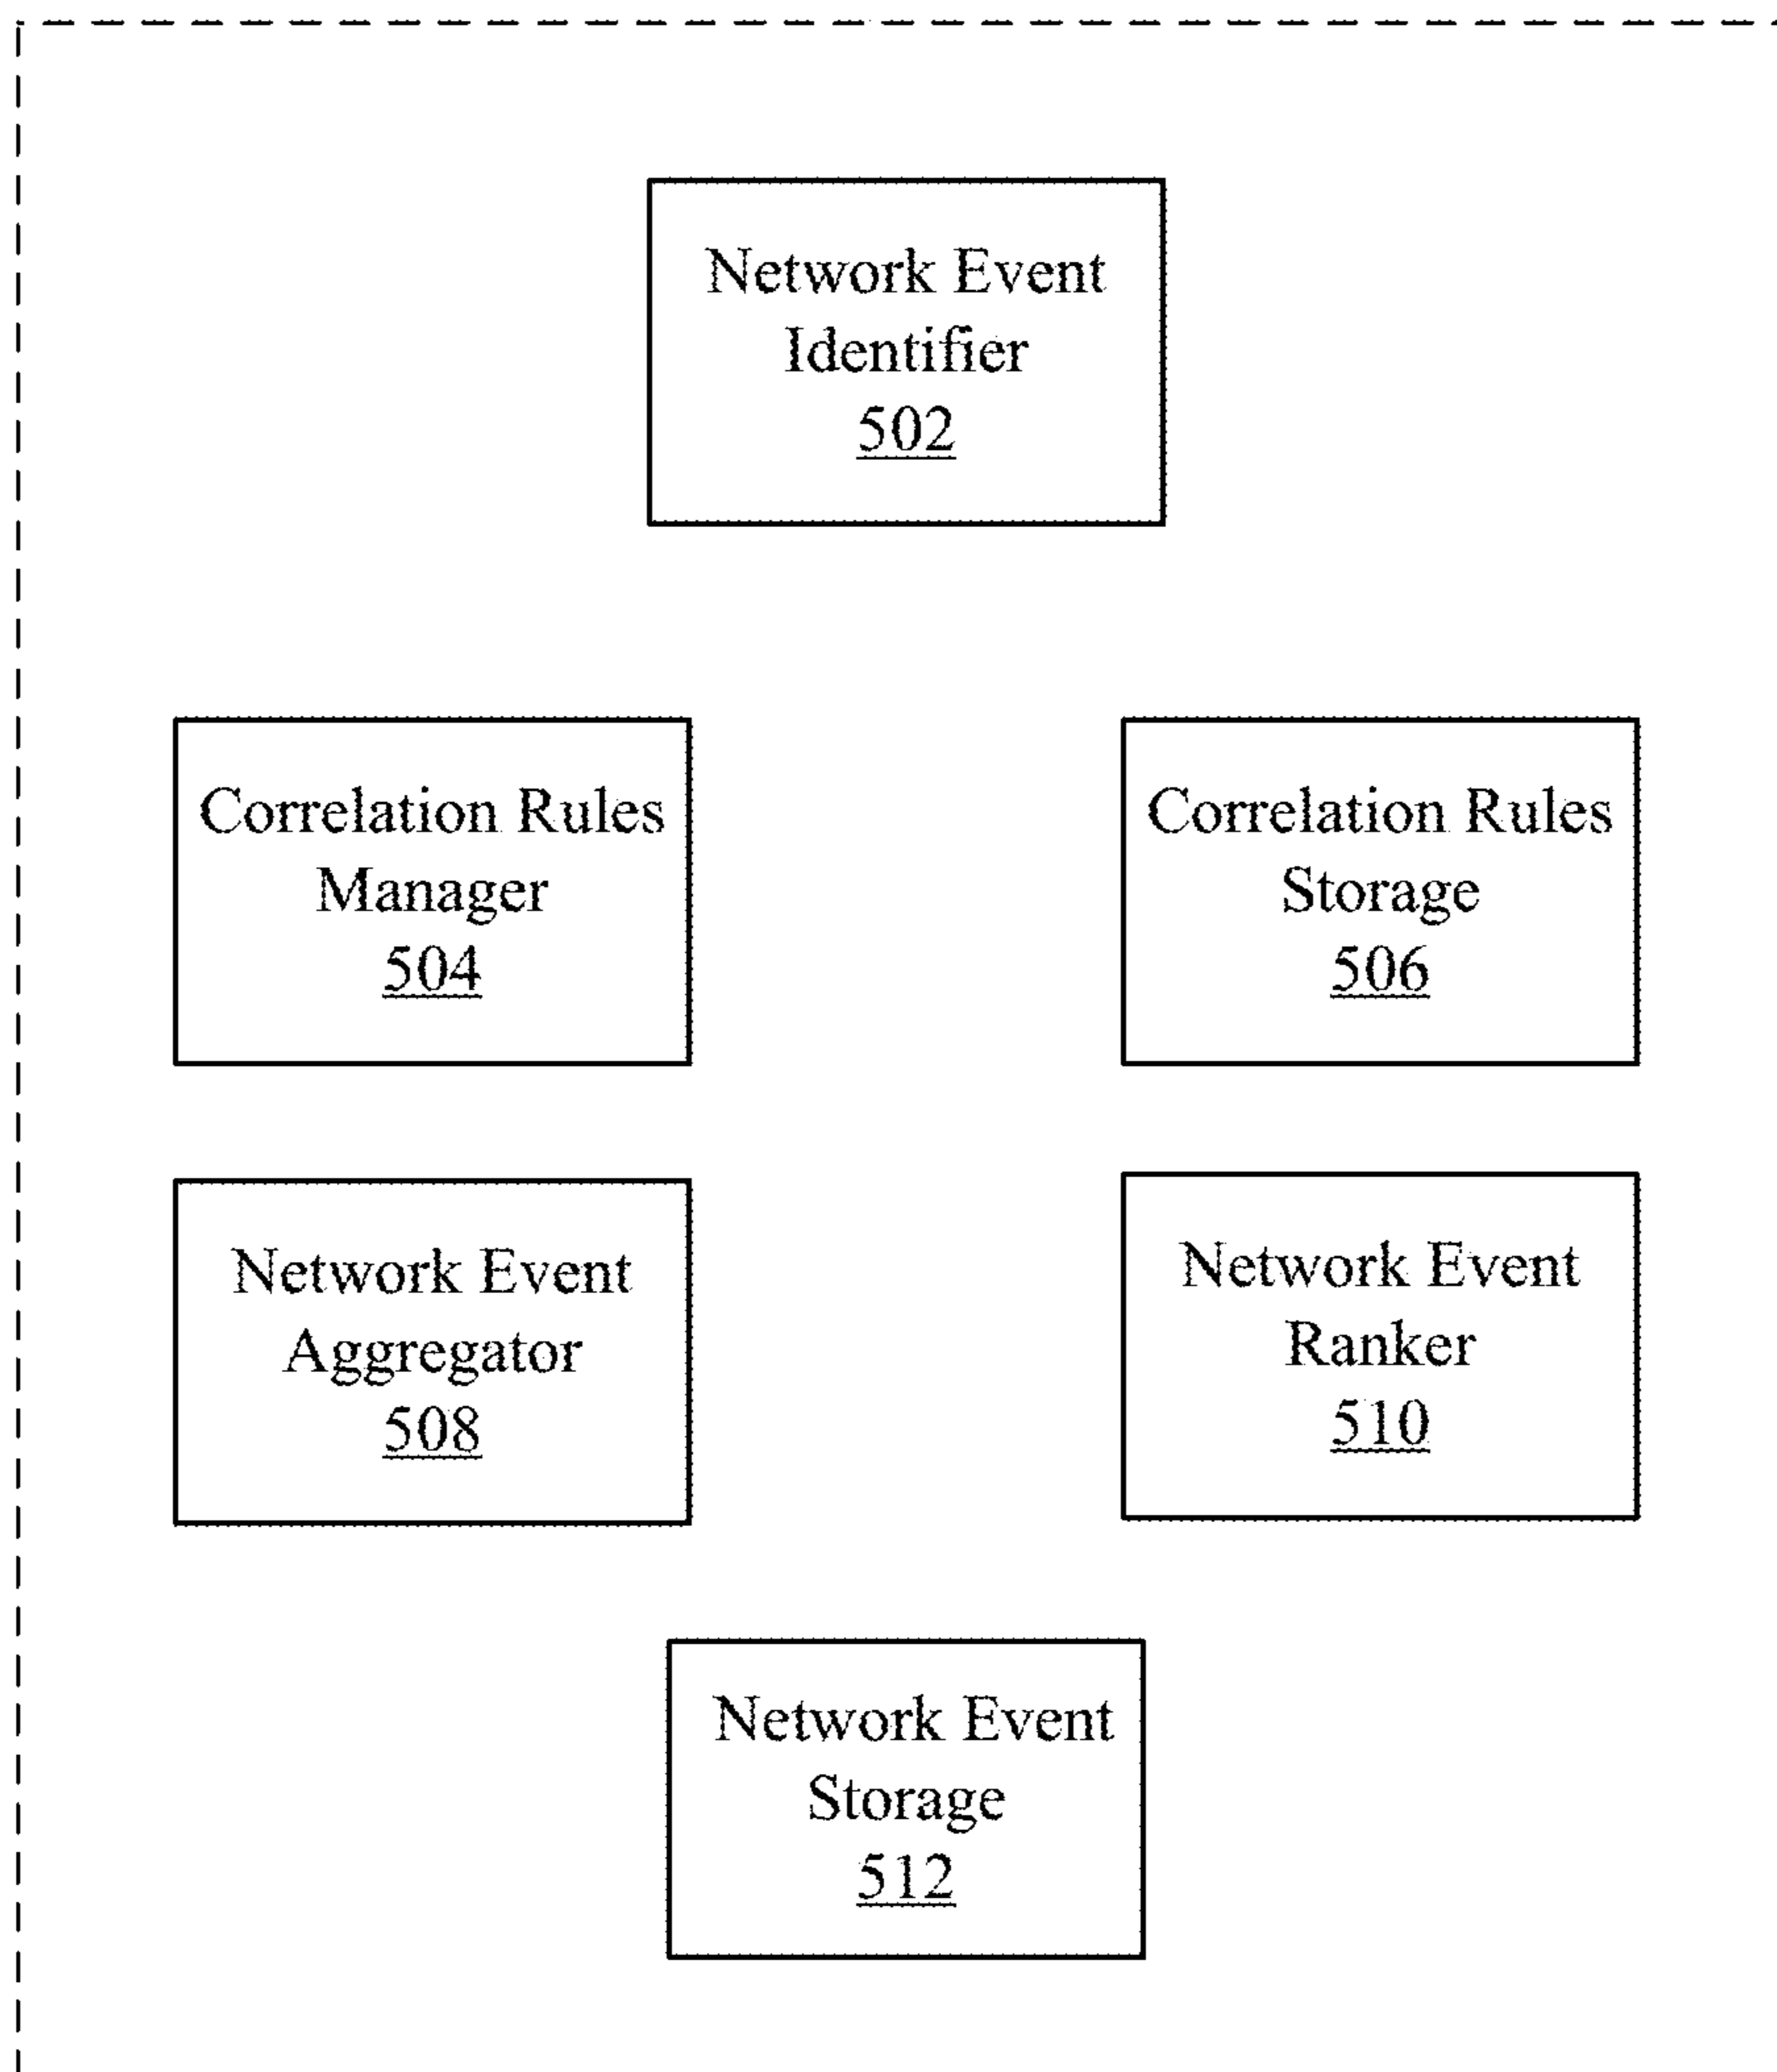 Network Event
Identifier
502
Correlation Rules
Manager
504
Correlation Rules
Storage
506
Network Event
Aggregator
508
Network Event
Ranker
510
Network Event
Storage
512